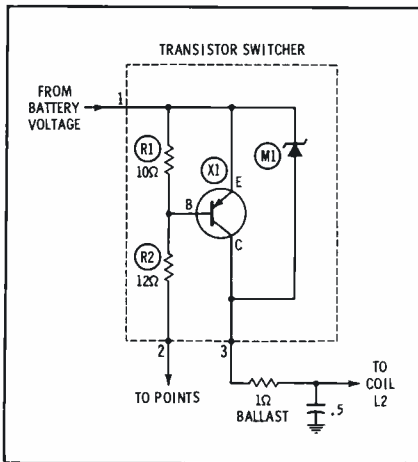 TRANSISTOR SWITCHER
FROM
BATTERY
VOLTAGE
1
R1
10Ω
X1
M1
E
B
C
R2
12Ω
2
3
TO POINTS
1Ω
BALLAST
.5
TO
COIL
L2